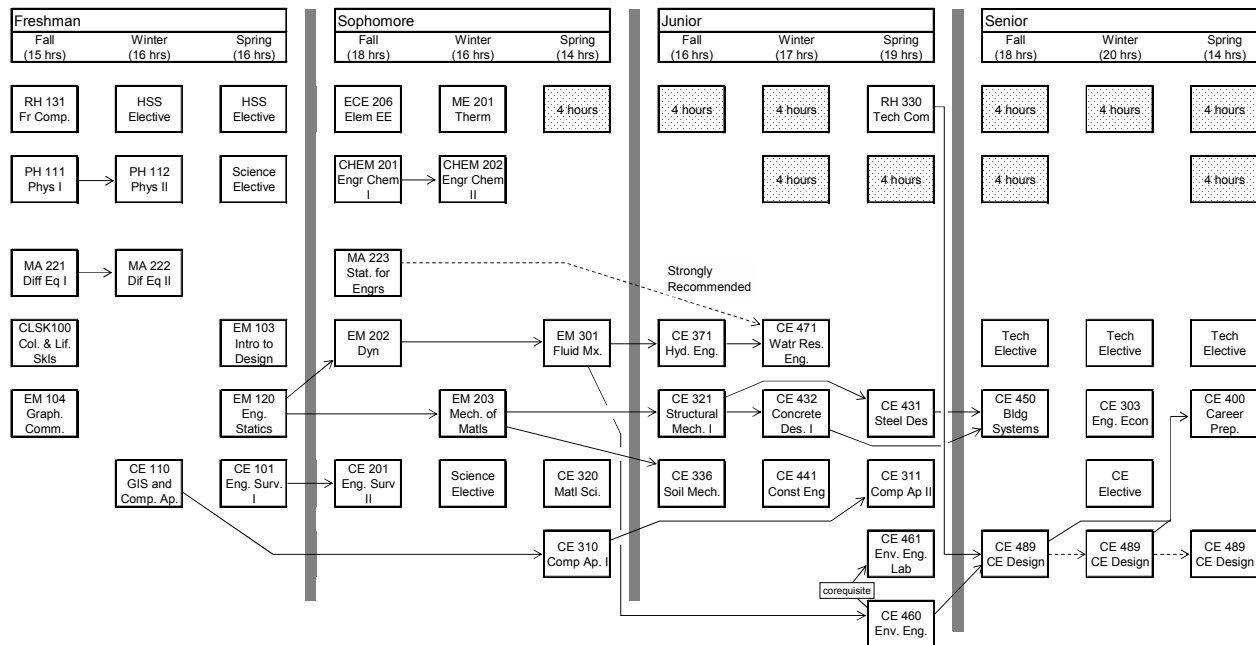 Freshman
Sophomore
Junior
Senior
Fall
Winter
Spring
Fall
Winter
Spring
Fall
Winter
Spring
Fall
Winter
Spring
(15 hrs)
(16 hrs)
(16 hrs)
(18 hrs)
(16 hrs)
(14 hrs)
(16 hrs)
(17 hrs)
(19 hrs)
(18 hrs)
(20 hrs)
(14 hrs)
RH 131
Fr Comp.
HSS
Elective
HSS
Elective
ECE 206
Elem EE
ME 201
Therm
4 hours
4 hours
4 hours
RH 330
Tech Com
4 hours
4 hours
4 hours
PH 111
Phys I
PH 112
Phys II
Science
Elective
CHEM 201
Engr Chem
I
CHEM 202
Engr Chem
II
4 hours
4 hours
4 hours
4 hours
MA 221
Diff Eq I
MA 222
Dif Eq II
MA 223
Stat. for
Engrs
Strongly
Recommended
CLSK100
Col. & Lif.
Skls
EM 103
Intro to
Design
EM 202
Dyn
EM 301
Fluid Mx.
CE 371
Hyd. Eng.
CE 471
Watr Res.
Eng.
Tech
Elective
Tech
Elective
Tech
Elective
EM 104
Graph.
Comm.
EM 120
Eng.
Statics
EM 203
Mech. of
Matls
CE 321
Structural
Mech. I
CE 432
Concrete
Des. I
CE 431
Steel Des
CE 450
Bldg
Systems
CE 303
Eng. Econ
CE 400
Career
Prep.
CE 110
GIS and
Comp. Ap.
CE 101
Eng. Surv.
I
CE 201
Eng. Surv
II
Science
Elective
CE 320
Matl Sci.
CE 336
Soil Mech.
CE 441
Const Eng
CE 311
Comp Ap II
CE
Elective
CE 310
Comp Ap. I
CE 461
Env. Eng.
Lab
CE 489
CE Design
CE 489
CE Design
CE 489
CE Design
corequisite
CE 460
Env. Eng.